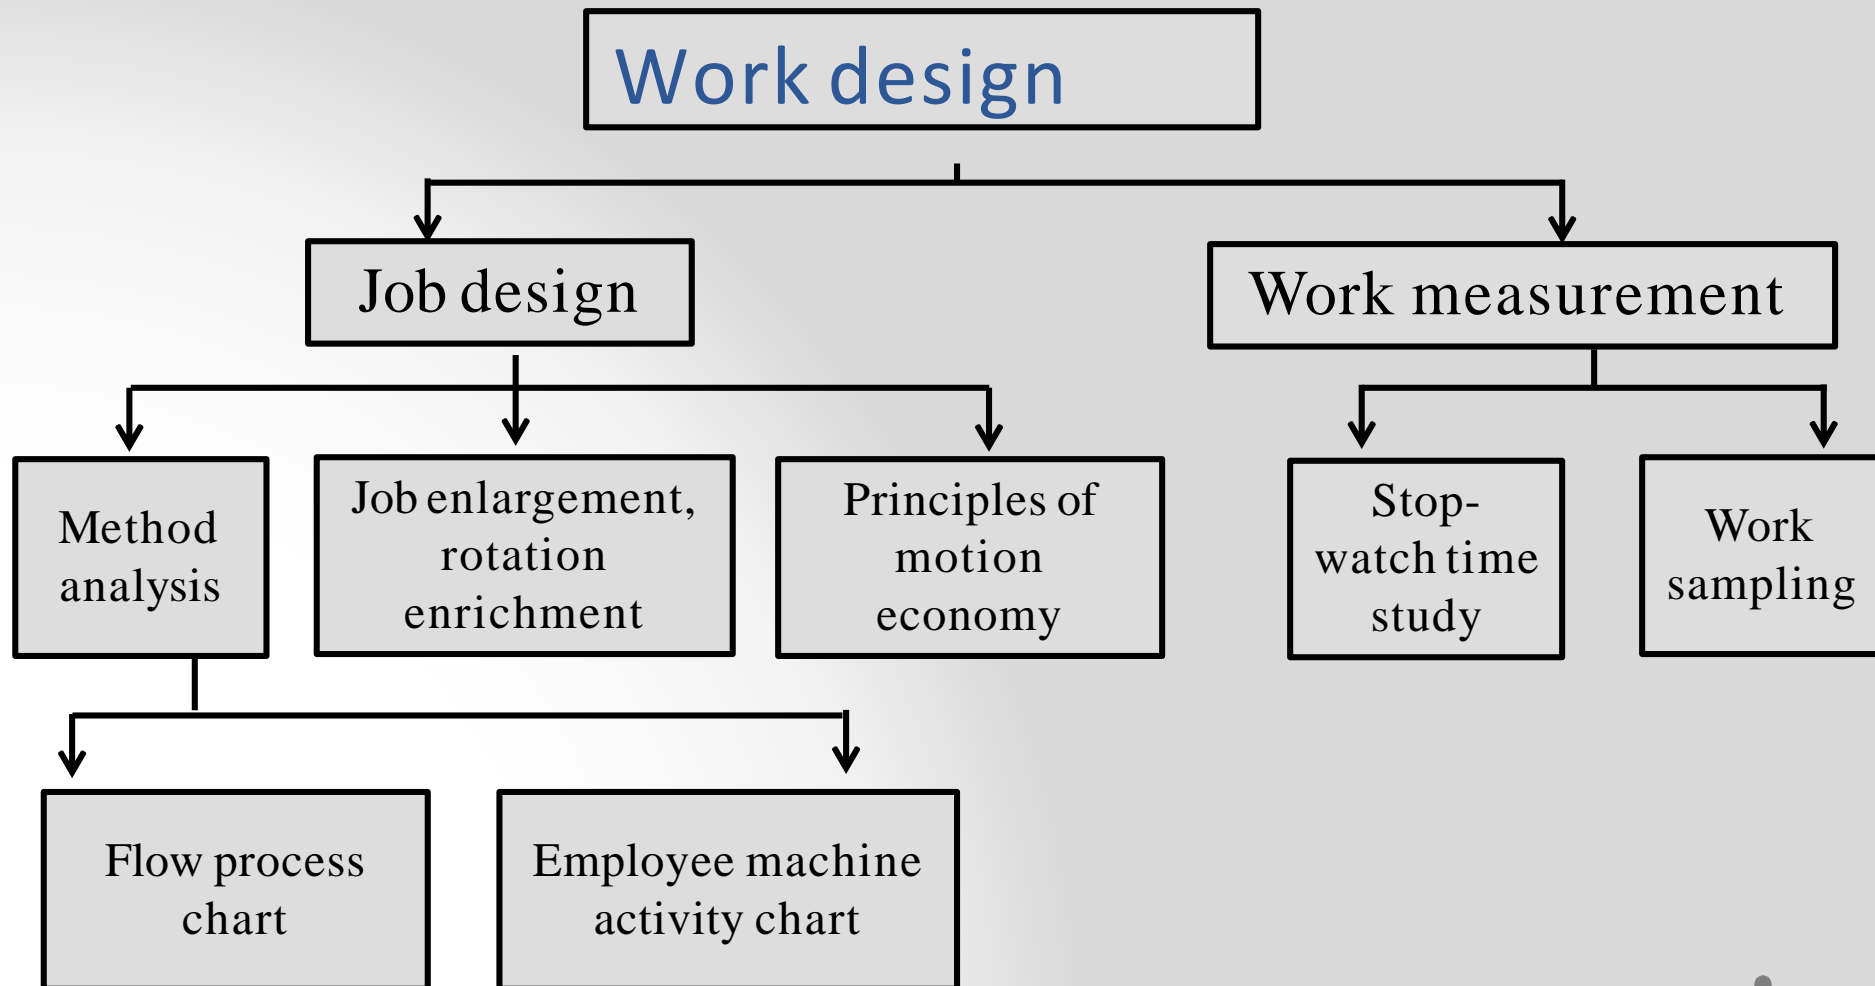 Work design
Job design
Work measurement
Method
analysis
Job enlargement,
rotation
enrichment
Principles of
motion
economy
Stop-
watch time
study
Work
sampling
Flow process
chart
Employee machine
activity chart